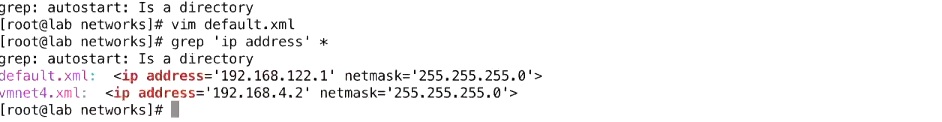 grep: autostart: Is a directory
[root@lab networks]# vim default.xml
[root@lab networks]# grep 'ip address' *
grep: autostart: Is a directory
default.xml:  <ip address='192.168.122.1' netmask='255.255.255.0'>
vmnet4.xml:  <ip address='192.168.4.2' netmask='255.255.255.0'>
[root@lab networks]#